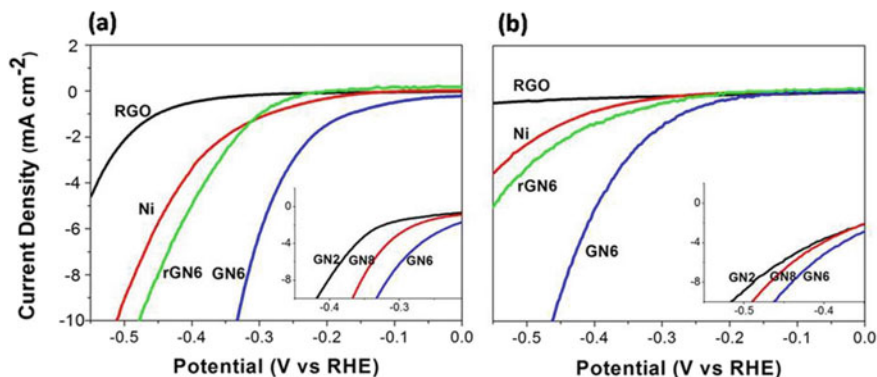 (a)
(b)
Current Density (mA cm⁻²)
2
0
-2
-4
-6
-8
-10
RGO
Ni
rGN6
GN6
0
-4
-8
GN2
GN8
GN6
-0.4
-0.3
-0.5
-0.4
-0.3
-0.2
-0.1
0.0
Potential (V vs RHE)
RGO
Ni
rGN6
GN6
0
-4
-8
GN2
GN8
GN6
-0.5
-0.4
-0.5
-0.4
-0.3
-0.2
-0.1
0.0
Potential (V vs RHE)